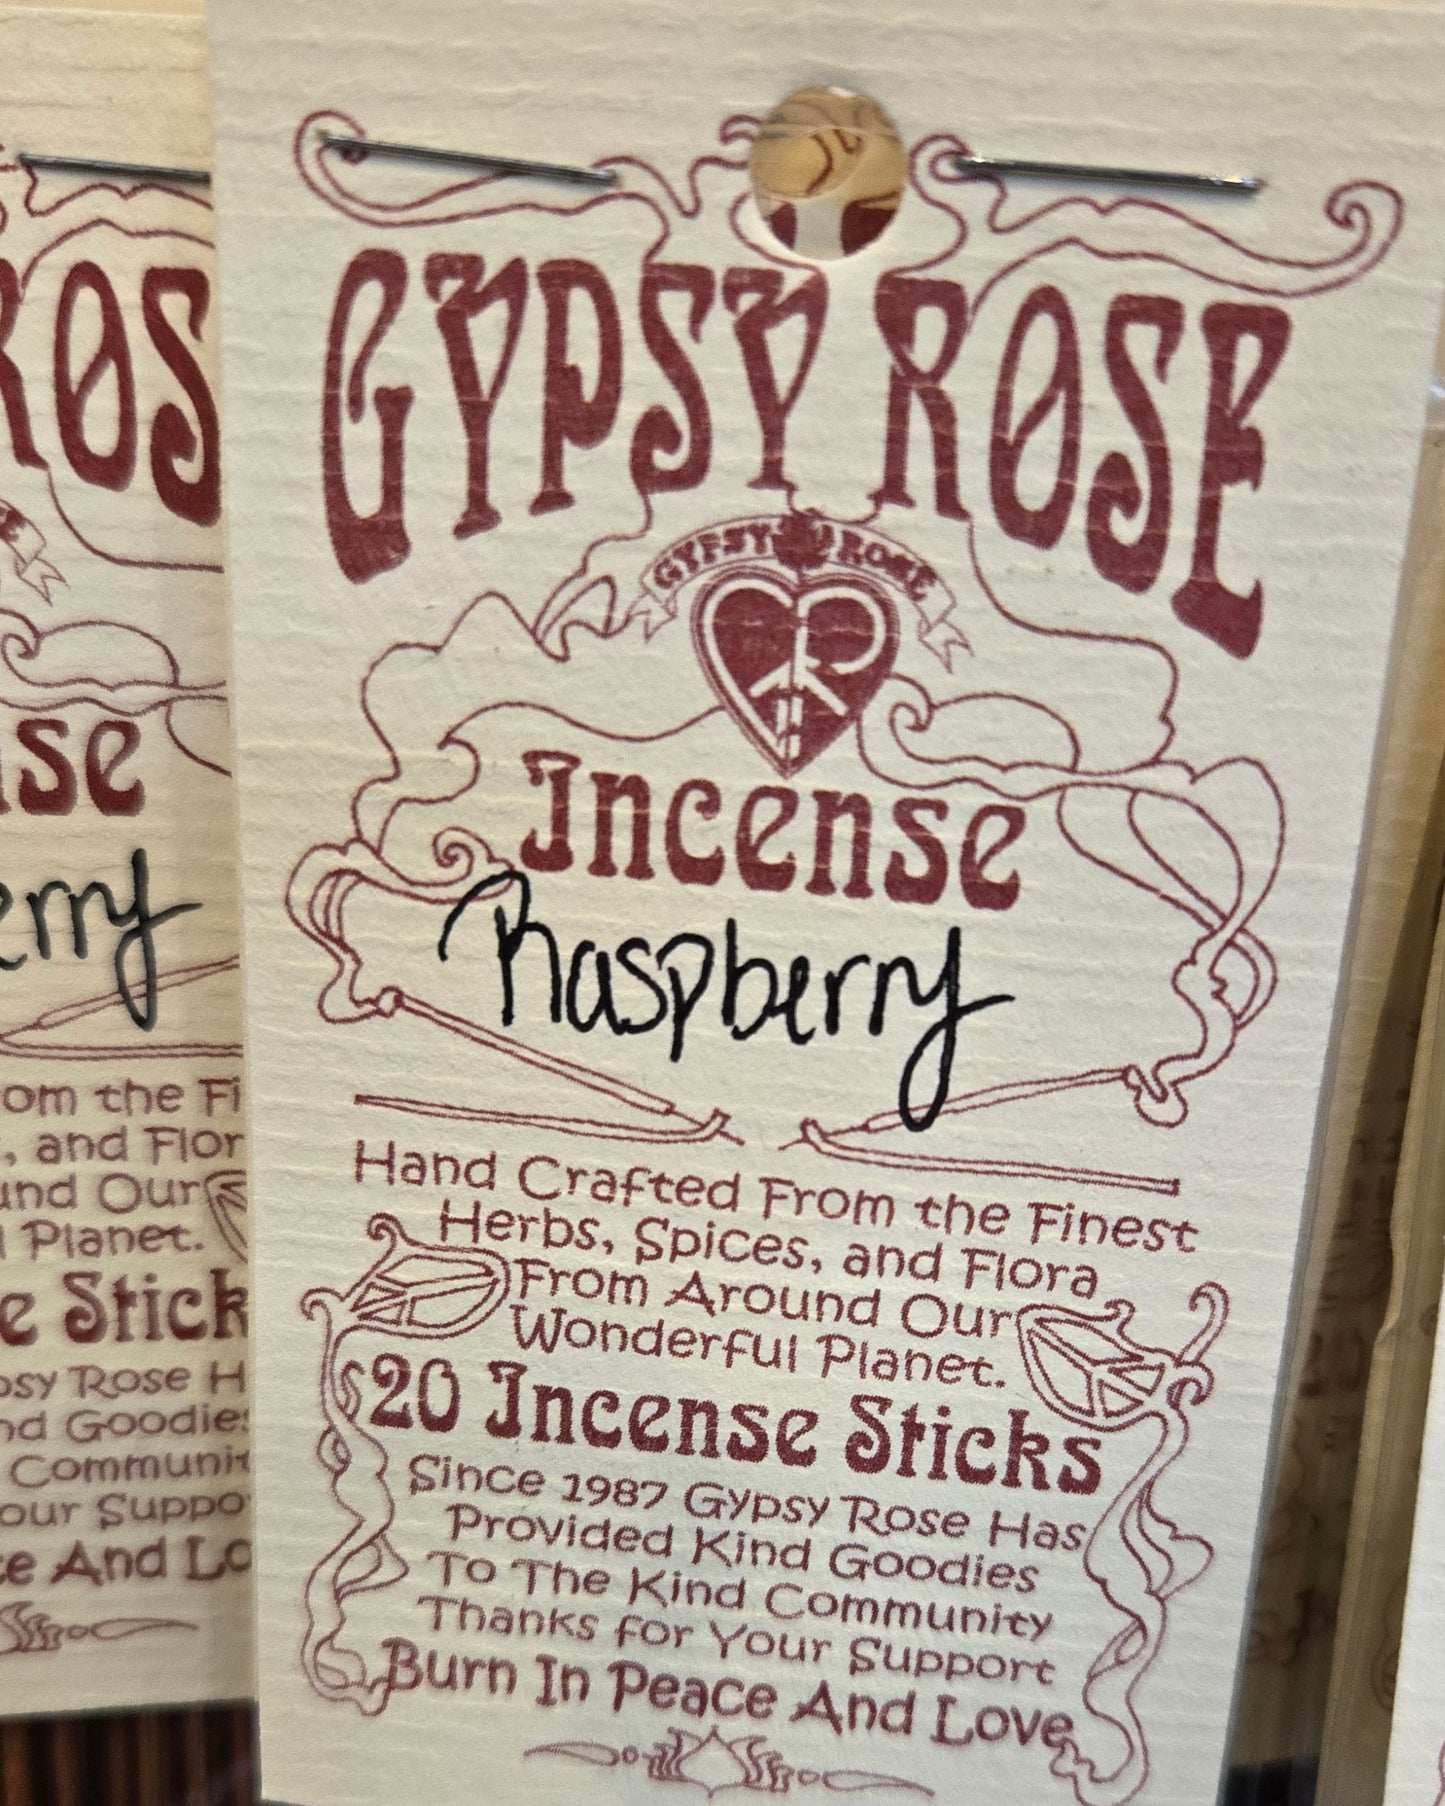 GYPSY ROSE
GYPSY ROSE
Incense
Raspberry
Hand Crafted From the Finest
Herbs, Spices, and Flora
From Around Our
Wonderful Planet.
20 Incense Sticks
Since 1987 Gypsy Rose Has
Provided Kind Goodies
To The Kind Community
Thanks for Your Support
Burn In Peace And Love